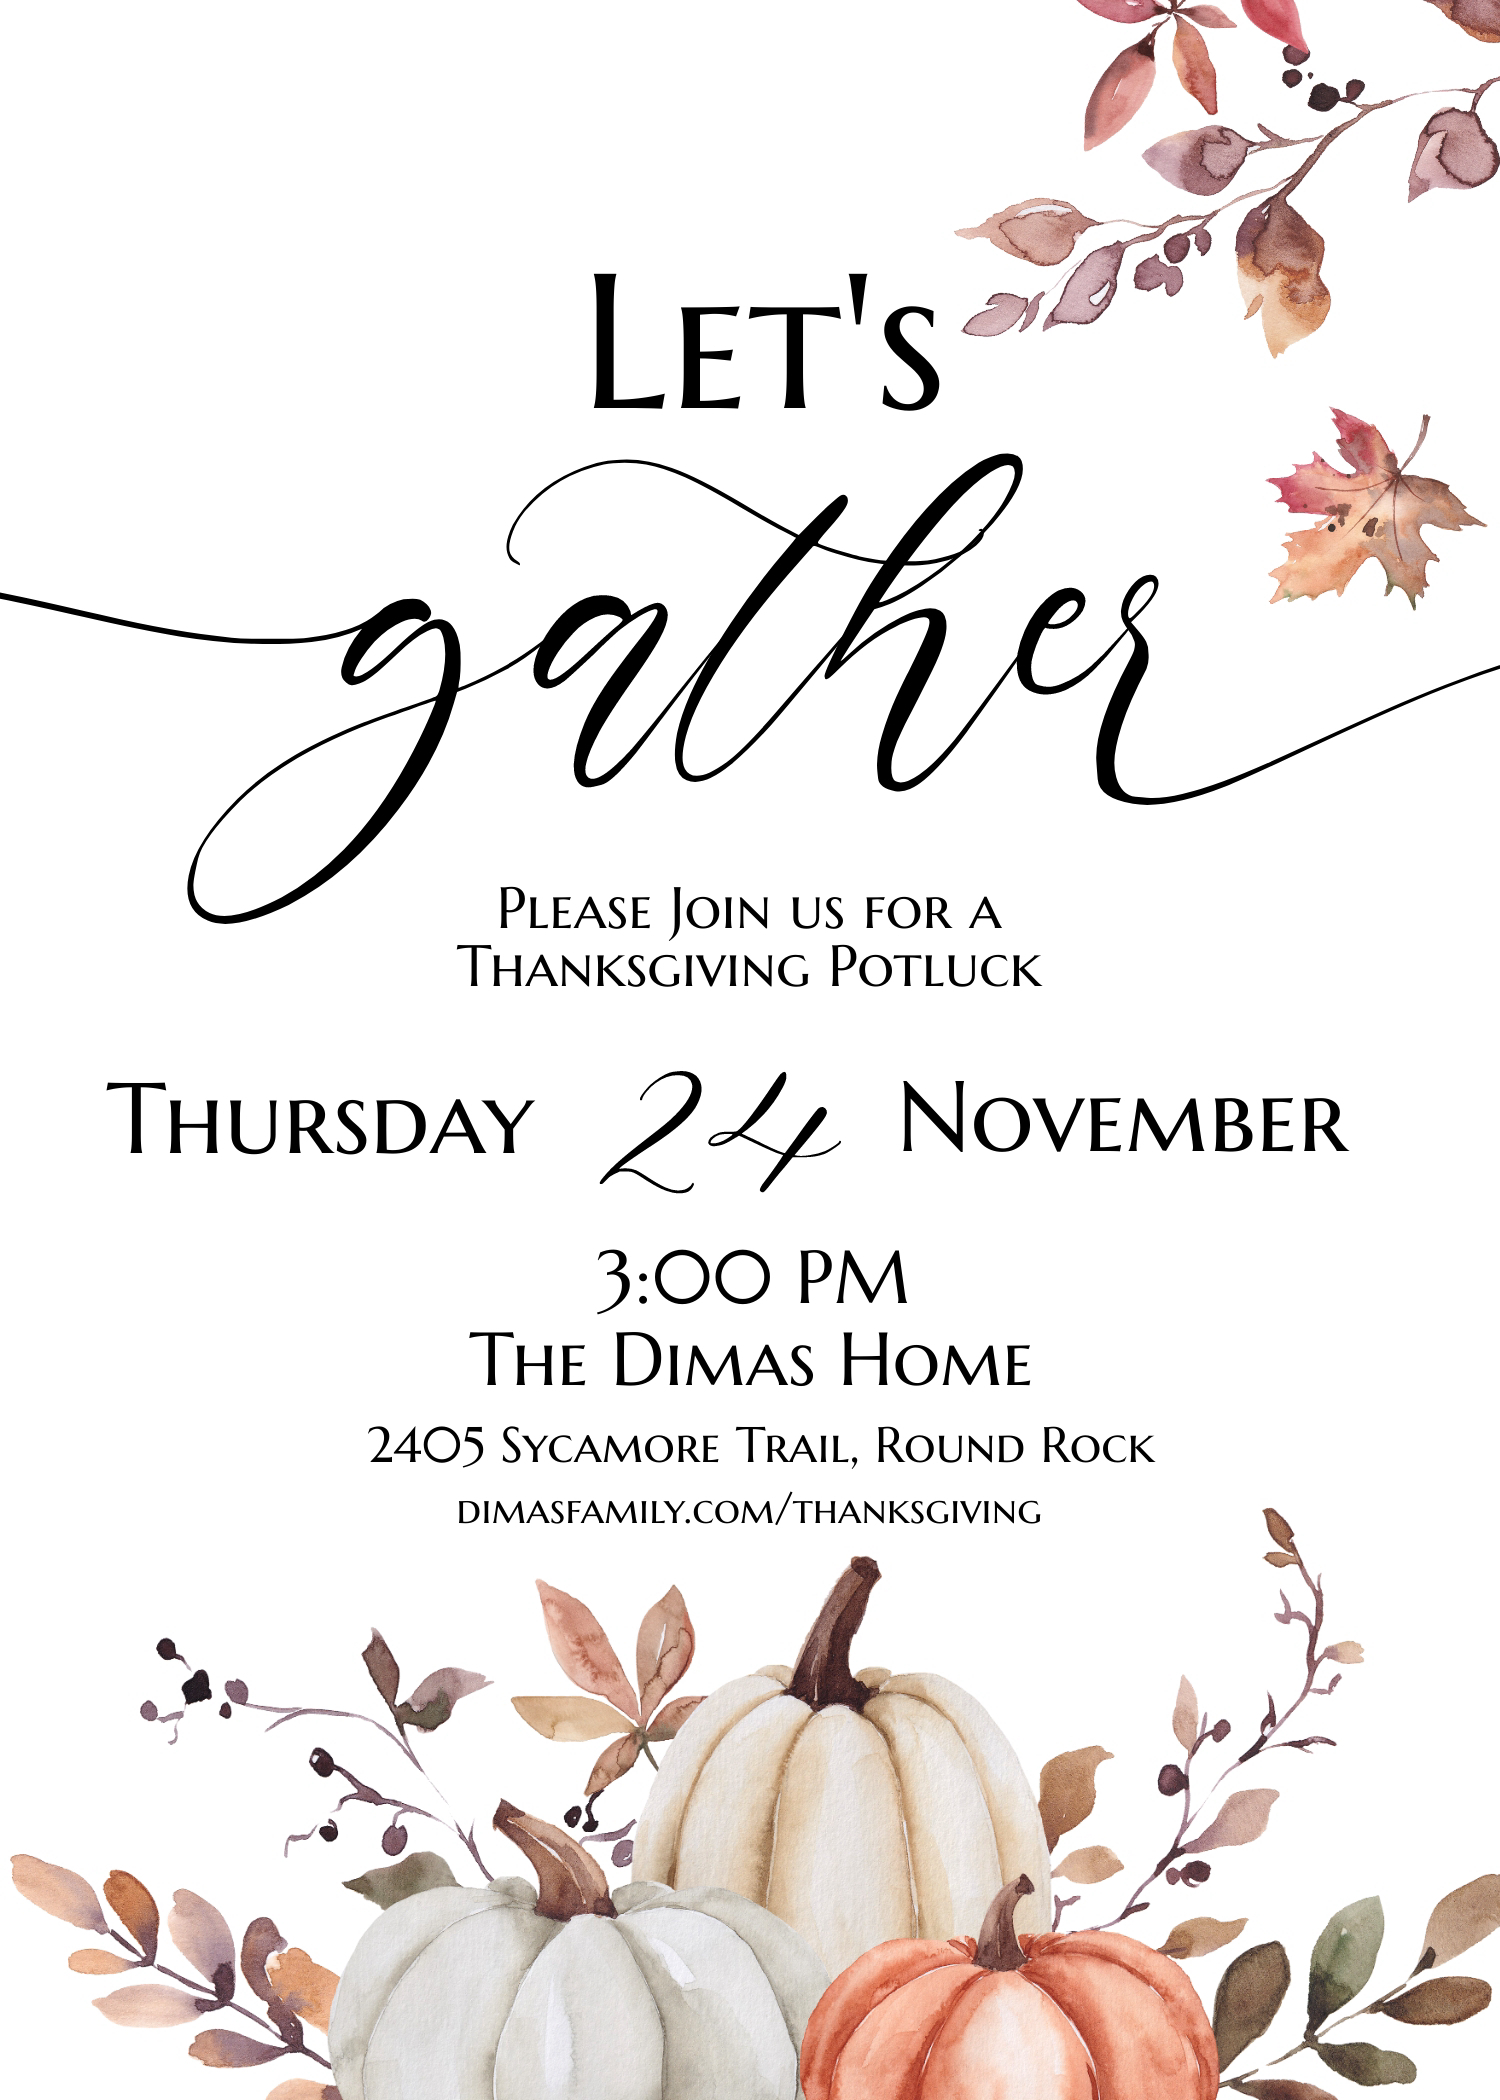 Let's
gather
Please Join us for a
Thanksgiving Potluck
Thursday 24 November
3:00 PM
The Dimas Home
2405 Sycamore Trail, Round Rock
dimasfamily.com/thanksgiving